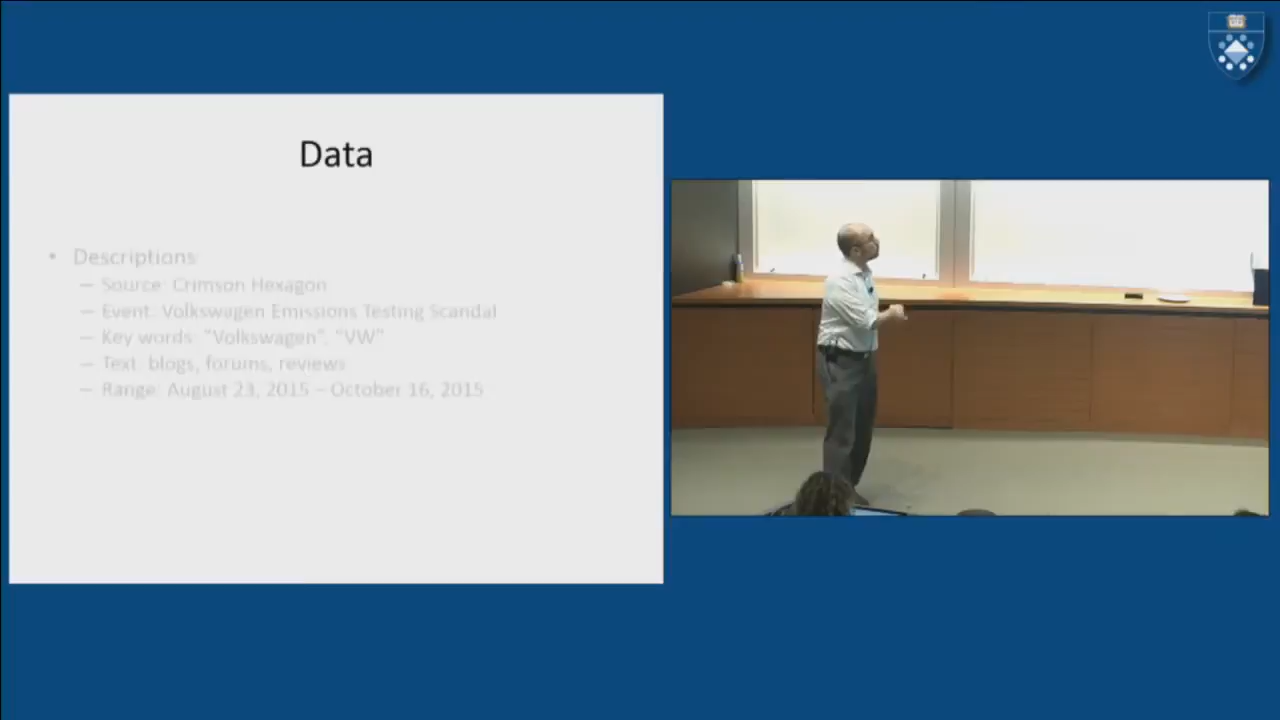 Data
• Descriptions:
– Source: Crimson Hexagon
– Event: Volkswagen Emissions Testing Scandal
– Key words: "Volkswagen", "VW"
– Text: blogs, forums, reviews
– Range: August 23, 2015 – October 16, 2015